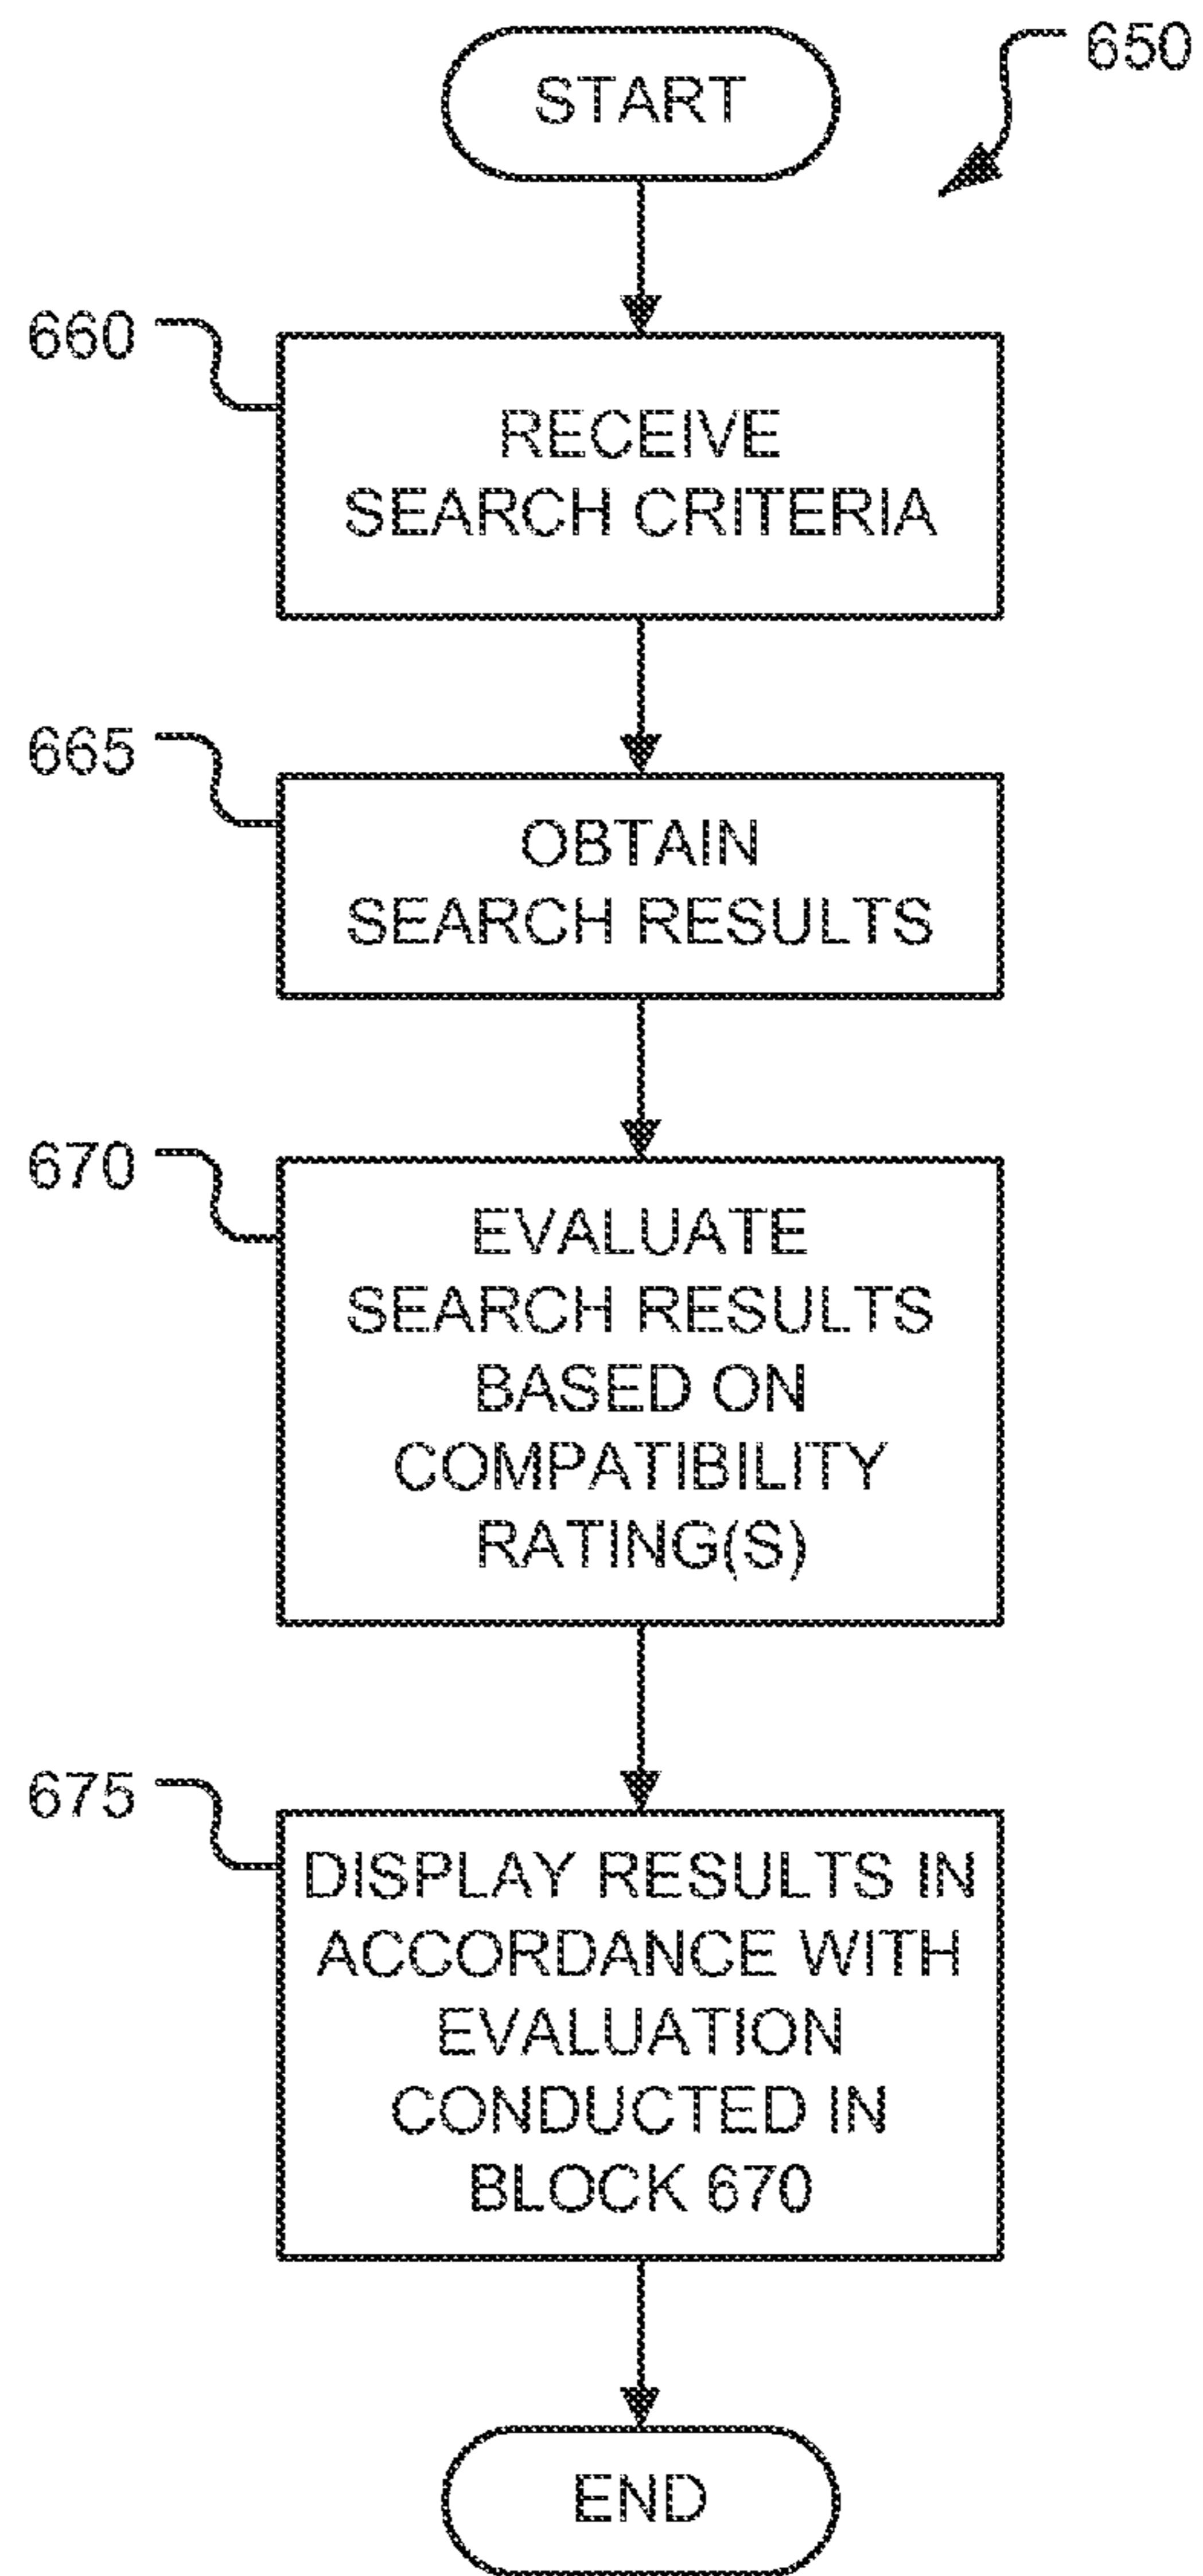 650
START
660
RECEIVE
SEARCH CRITERIA
665
OBTAIN
SEARCH RESULTS
670
EVALUATE
SEARCH RESULTS
BASED ON
COMPATIBILITY
RATING(S)
675
DISPLAY RESULTS IN
ACCORDANCE WITH
EVALUATION
CONDUCTED IN
BLOCK 670
END